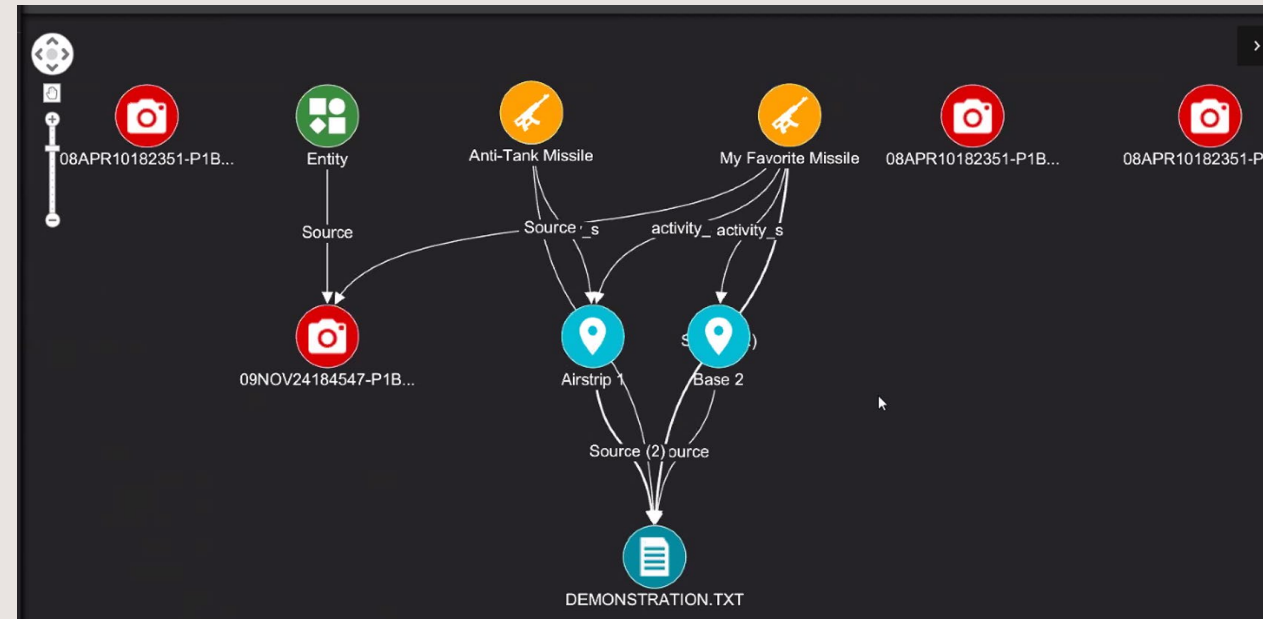 08APR10182351-P1B...
Entity
Anti-Tank Missile
My Favorite Missile
08APR10182351-P1B...
08APR10182351-P
Source
Source _s
activity_
activity_s
09NOV24184547-P1B...
Airstrip 1
Base 2
Source (2)
ource
DEMONSTRATION.TXT